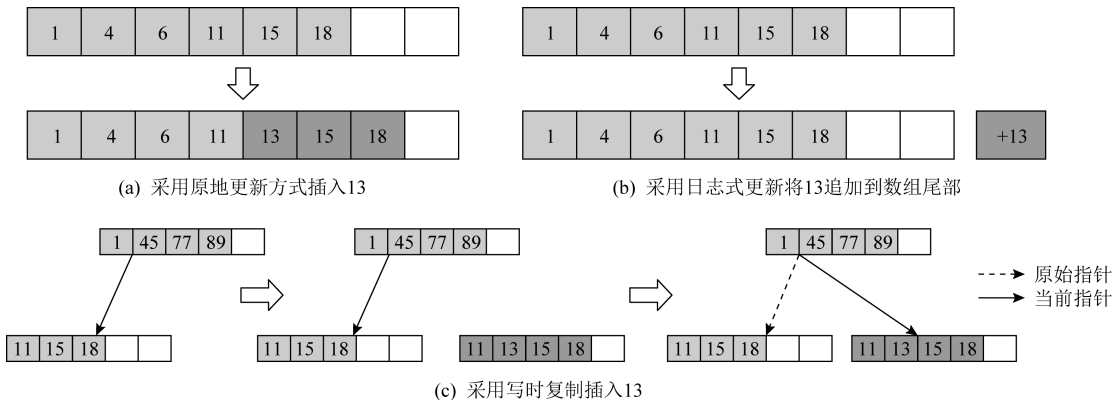 1 4 6 11 15 18
1 4 6 11 13 15 18
(a) 采用原地更新方式插入13
1 4 6 11 15 18
1 4 6 11 15 18 +13
(b) 采用日志式更新将13追加到数组尾部
1 45 77 89
11 15 18
1 45 77 89
11 15 18
11 13 15 18
1 45 77 89
11 15 18
11 13 15 18
原始指针
当前指针
(c) 采用写时复制插入13